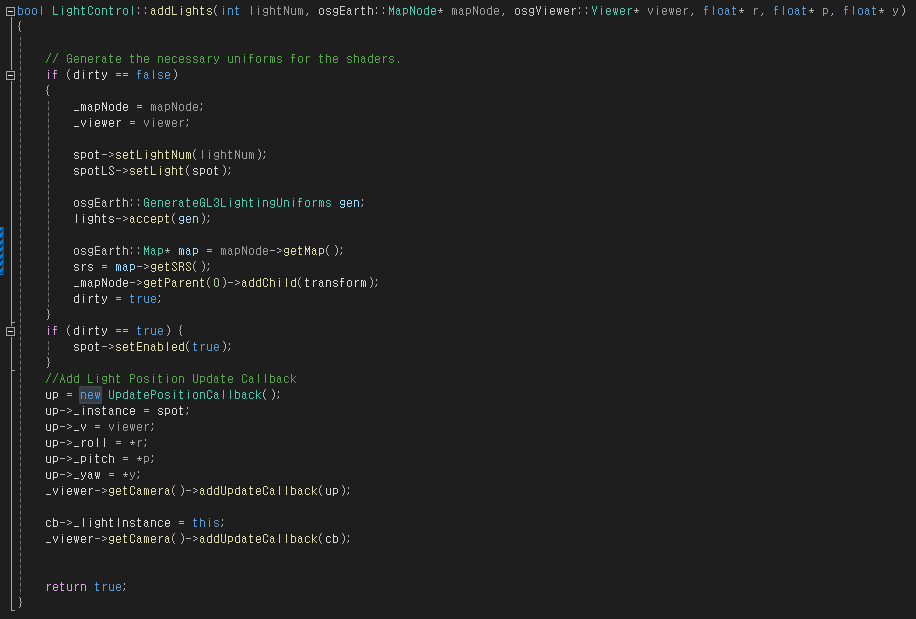 bool LightControl::addLights(int lightNum, osgEarth::MapNode* mapNode, osgViewer::Viewer* viewer, float* r, float* p, float* y)
{
// Generate the necessary uniforms for the shaders.
if (dirty == false)
{
_mapNode = mapNode;
_viewer = viewer;
spot->setLightNum(lightNum);
spotLS->setLight(spot);
osgEarth::GenerateGL3LightingUniforms gen;
lights->accept(gen);
osgEarth::Map* map = mapNode->getMap();
srs = map->getSRS();
_mapNode->getParent(0)->addChild(transform);
dirty = true;
}
if (dirty == true) {
spot->setEnabled(true);
}
//Add Light Position Update Callback
up = new UpdatePositionCallback();
up->_instance = spot;
up->_v = viewer;
up->_roll = *r;
up->_pitch = *p;
up->_yaw = *y;
_viewer->getCamera()->addUpdateCallback(up);
cb->_lightInstance = this;
_viewer->getCamera()->addUpdateCallback(cb);
return true;
}